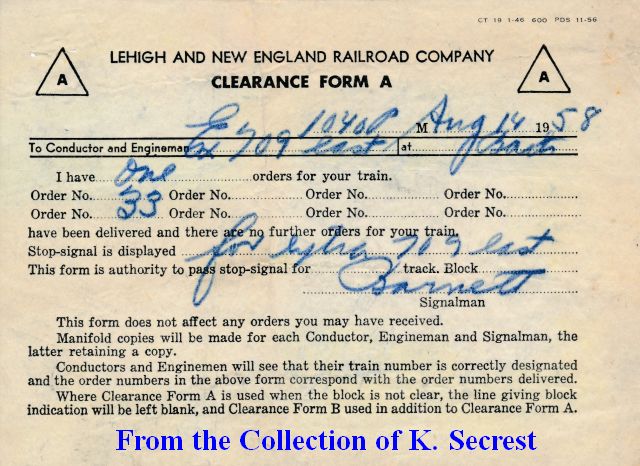 CT 19 1-46 600 PDS 11-56
LEHIGH AND NEW ENGLAND RAILROAD COMPANY
A CLEARANCE FORM A A
1040P M Aug 14 1958
To Conductor and Engineman Ex 709 east at
I have One orders for your train.
Order No. Order No. Order No. Order No.
Order No. 33 Order No. Order No. Order No.
have been delivered and there are no further orders for your train.
Stop-signal is displayed for extra 709 east
This form is authority to pass stop-signal for track. Block
Barnett
Signalman
This form does not affect any orders you may have received.
Manifold copies will be made for each Conductor, Engineman and Signalman, the
latter retaining a copy.
Conductors and Enginemen will see that their train number is correctly designated
and the order numbers in the above form correspond with the order numbers delivered.
Where Clearance Form A is used when the block is not clear, the line giving block
indication will be left blank, and Clearance Form B used in addition to Clearance Form A.
From the Collection of K. Secrest